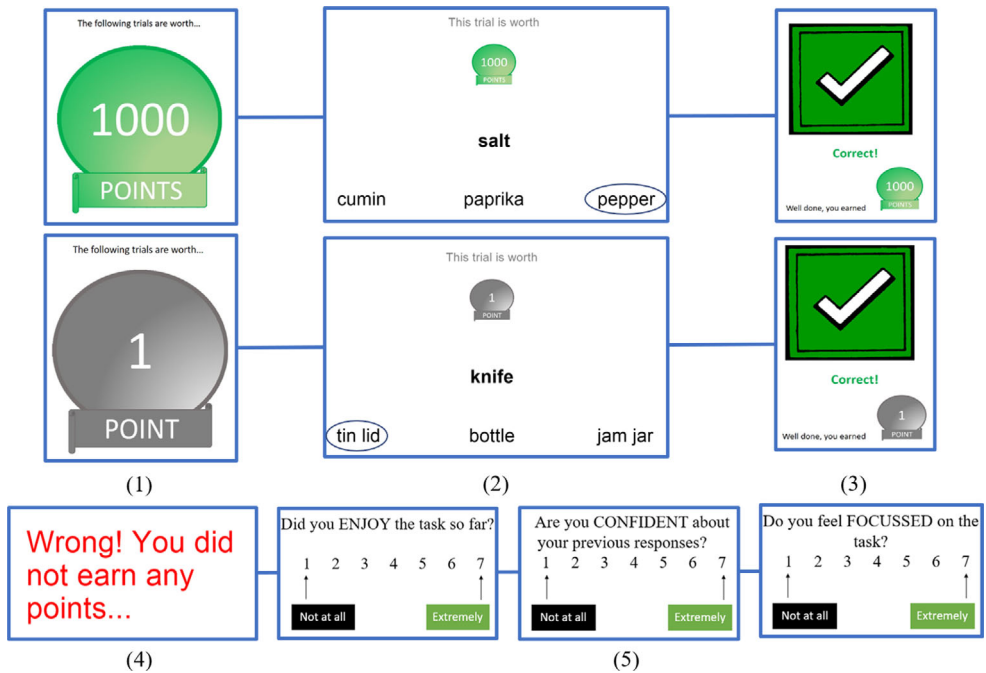 The following trials are worth...
1000
POINTS
This trial is worth
1000
POINTS
salt
cumin paprika pepper
Correct!
1000
POINTS
Well done, you earned
The following trials are worth...
1
POINT
This trial is worth
1
POINT
knife
tin lid bottle jam jar
Correct!
1
POINT
Well done, you earned
(1) (2) (3)
Wrong! You did
not earn any
points...
Did you ENJOY the task so far?
1 2 3 4 5 6 7
Not at all Extremely
Are you CONFIDENT about
your previous responses?
1 2 3 4 5 6 7
Not at all Extremely
Do you feel FOCUSSED on the
task?
1 2 3 4 5 6 7
Not at all Extremely
(4) (5)